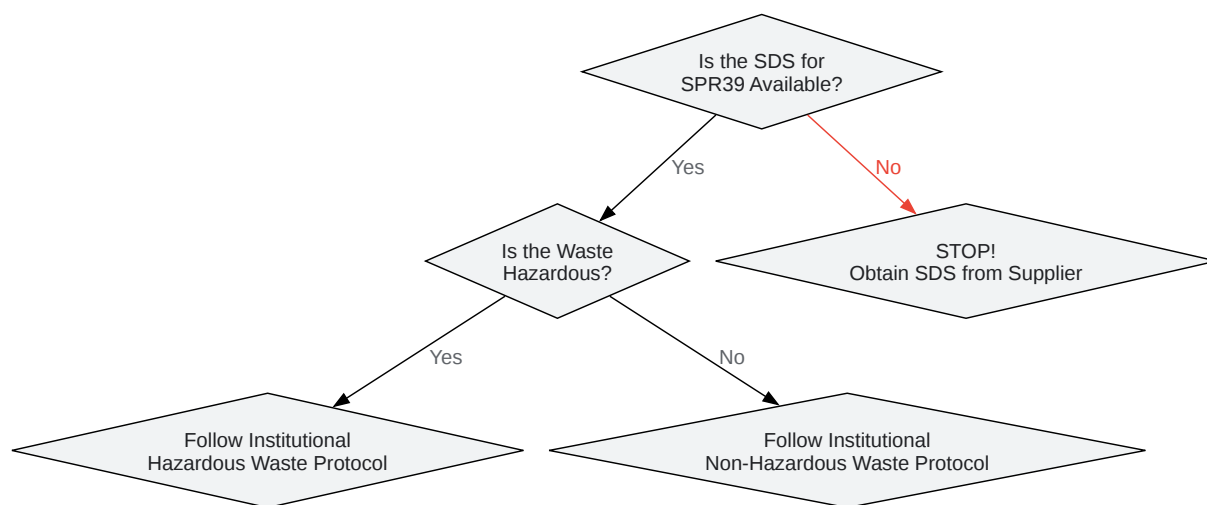 Is the SDS for
SPR39 Available?
Yes
No
Is the Waste
Hazardous?
STOP!
Obtain SDS from Supplier
Yes
No
Follow Institutional
Hazardous Waste Protocol
Follow Institutional
Non-Hazardous Waste Protocol